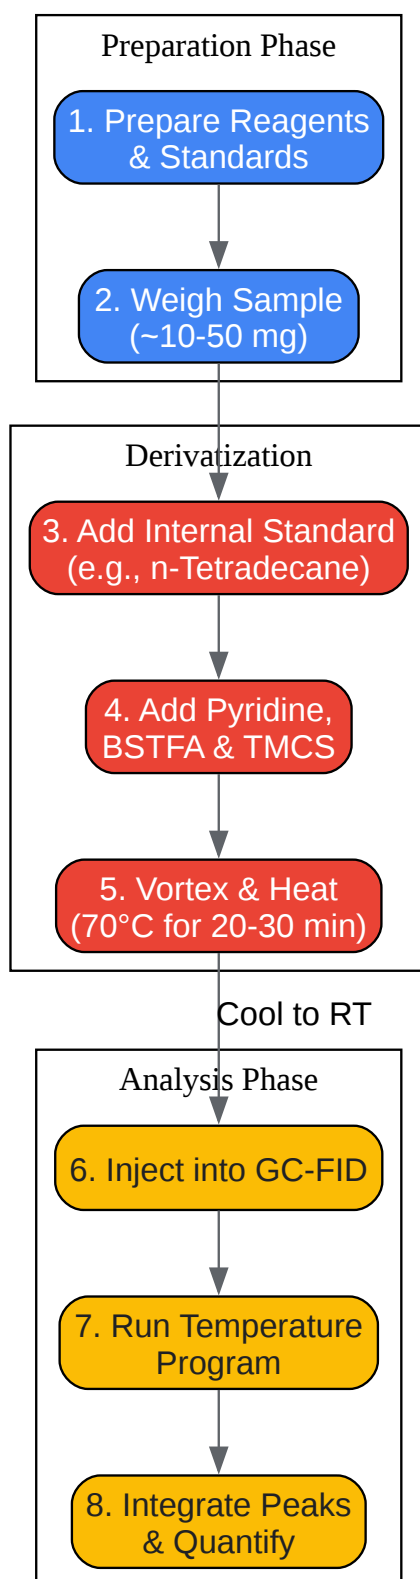 Preparation Phase
1. Prepare Reagents
& Standards
2. Weigh Sample
(~10-50 mg)
Derivatization
3. Add Internal Standard
(e.g., n-Tetradecane)
4. Add Pyridine,
BSTFA & TMCS
5. Vortex & Heat
(70°C for 20-30 min)
Cool to RT
Analysis Phase
6. Inject into GC-FID
7. Run Temperature
Program
8. Integrate Peaks
& Quantify